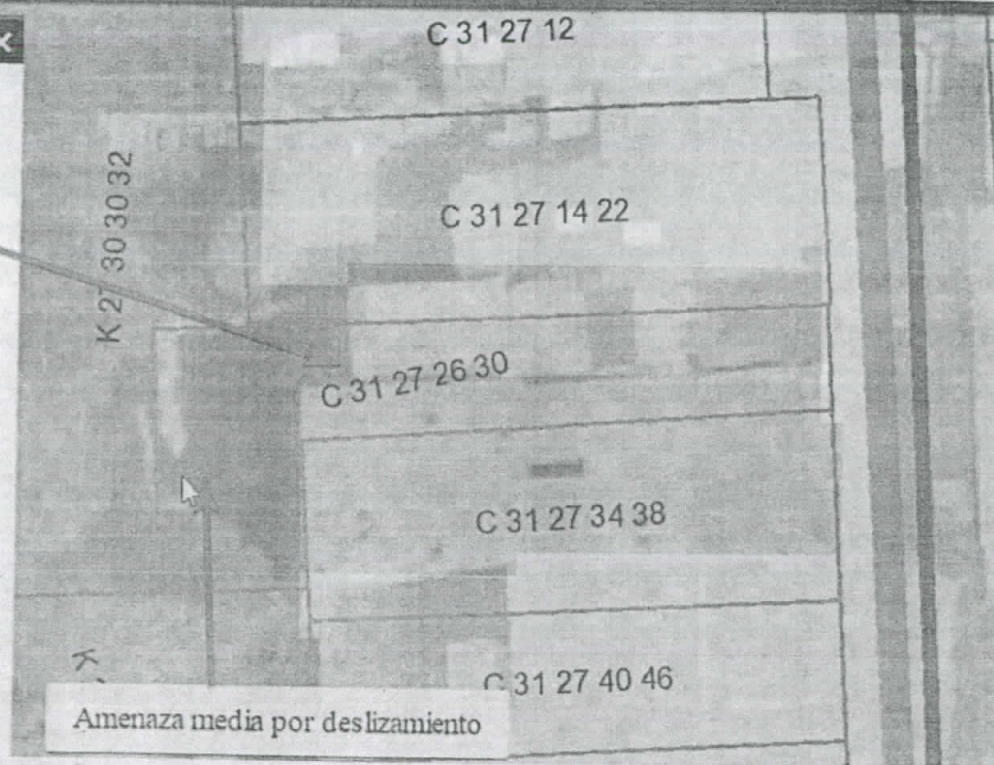 C 31 27 12
K 27 30 30 32
C 31 27 14 22
C 31 27 26 30
C 31 27 34 38
K
C 31 27 40 46
Amenaza media por deslizamiento